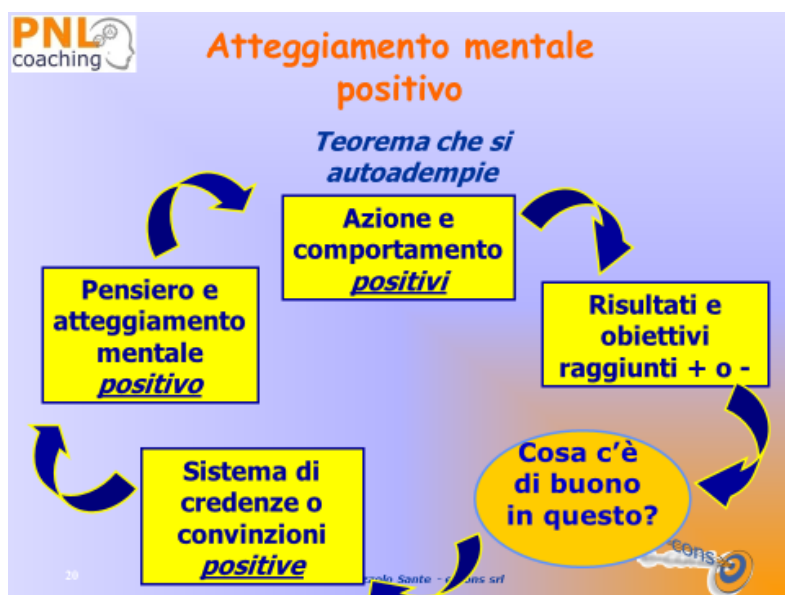 PNL
coaching
Atteggiamento mentale
positivo
Teorema che si
autoadempie
Azione e
comportamento
positivi
Pensiero e
atteggiamento
mentale
positivo
Risultati e
obiettivi
raggiunti + o -
Cosa c'è
di buono
in questo?
Sistema di
credenze o
convinzioni
positive
20
Sante
srl
cons